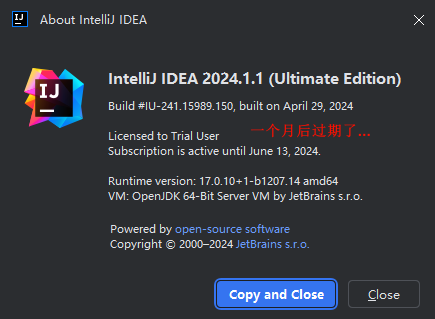 About IntelliJ IDEA
IJ
IntelliJ IDEA 2024.1.1 (Ultimate Edition)
Build #IU-241.15989.150, built on April 29, 2024
Licensed to Trial User 一个月后过期了...
Subscription is active until June 13, 2024.
Runtime version: 17.0.10+1-b1207.14 amd64
VM: OpenJDK 64-Bit Server VM by JetBrains s.r.o.
Powered by open-source software
Copyright © 2000–2024 JetBrains s.r.o.
Copy and Close Close